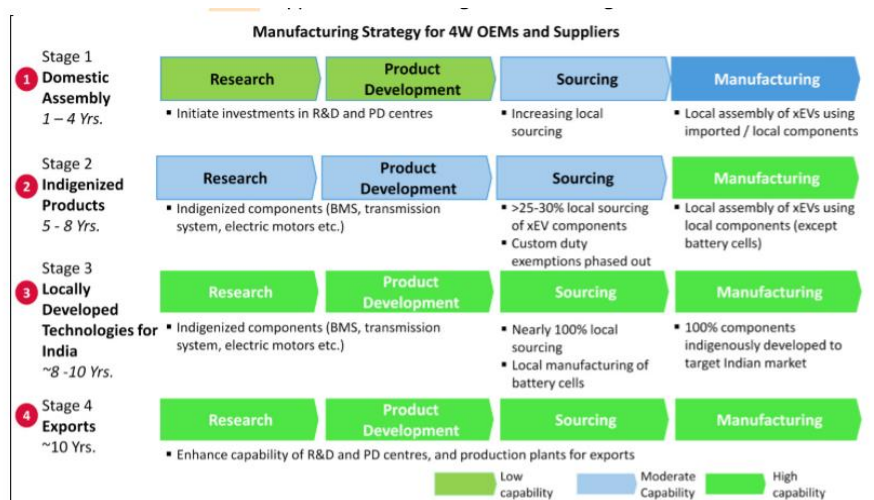 Manufacturing Strategy for 4W OEMs and Suppliers
1
Stage 1
Domestic
Assembly
1 – 4 Yrs.
Research
Product
Development
Sourcing
Manufacturing
▪ Initiate investments in R&D and PD centres
▪ Increasing local
sourcing
▪ Local assembly of xEVs using
imported / local components
2
Stage 2
Indigenized
Products
5 - 8 Yrs.
Research
Product
Development
Sourcing
Manufacturing
▪ Indigenized components (BMS, transmission
system, electric motors etc.)
▪ >25-30% local sourcing
of xEV components
▪ Custom duty
exemptions phased out
▪ Local assembly of xEVs using
local components (except
battery cells)
3
Stage 3
Locally
Developed
Technologies for
India
~8 -10 Yrs.
Research
Product
Development
Sourcing
Manufacturing
▪ Indigenized components (BMS, transmission
system, electric motors etc.)
▪ Nearly 100% local
sourcing
▪ Local manufacturing of
battery cells
▪ 100% components
indigenously developed to
target Indian market
4
Stage 4
Exports
~10 Yrs.
Research
Product
Development
Sourcing
Manufacturing
▪ Enhance capability of R&D and PD centres, and production plants for exports
Low
capability
Moderate
Capability
High
capability